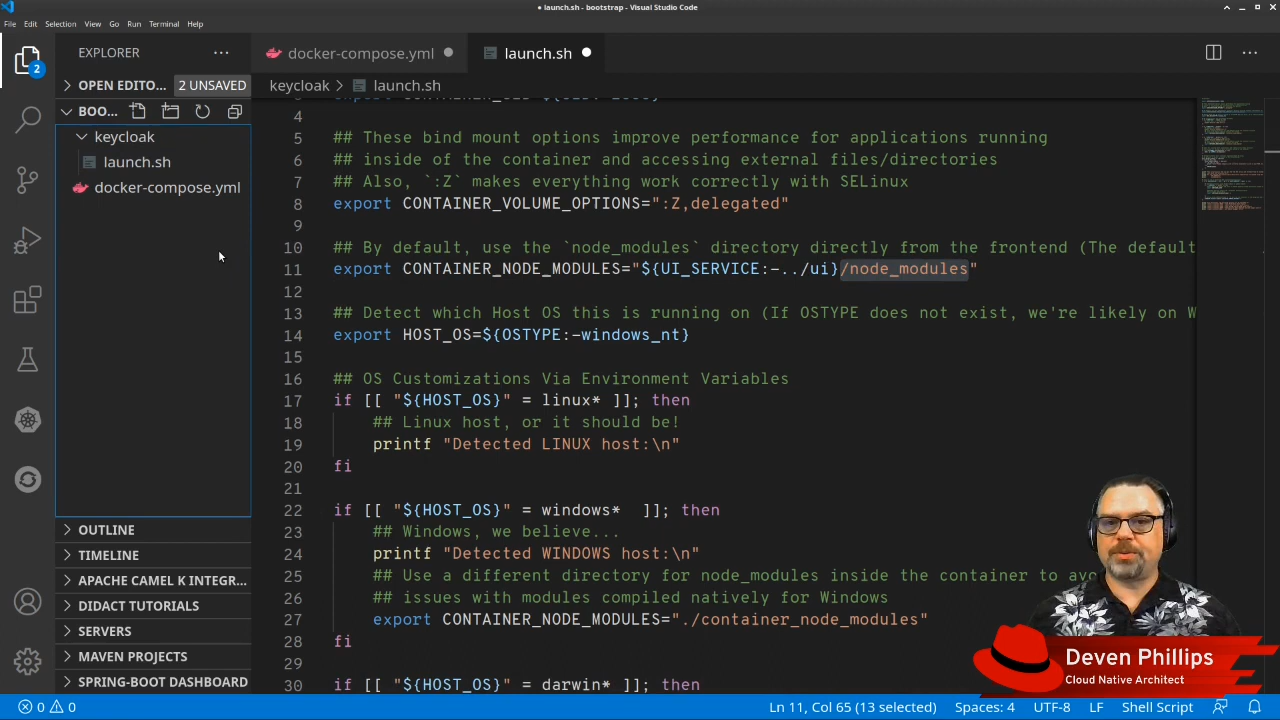 ● launch.sh - bootstrap - Visual Studio Code
File Edit Selection View Go Run Terminal Help
EXPLORER
docker-compose.yml
launch.sh
2
OPEN EDITO... 2 UNSAVED
keycloak > launch.sh
BOO...
keycloak
launch.sh
docker-compose.yml
4
5 ## These bind mount options improve performance for applicatinis running
6 ## inside of the container and accessing external files/directories
7 ## Also, `:Z` makes everything work correctly with SELinux
8 export CONTAINER_VOLUME_OPTIONS=":Z,delegated"
9
10 ## By default, use the `node_modules` directory directly from the frontend (The default
11 export CONTAINER_NODE_MODULES="${UI_SERVICE:-../ui}/node_modules"
12
13 ## Detect which Host OS this is running on (If OSTYPE does not exist, we're likely on W
14 export HOST_OS=${OSTYPE:-windows_nt}
15
16 ## OS Customizations Via Environment Variables
17 if [[ "${HOST_OS}" = linux* ]]; then
18 ## Linux host, or it should be!
19 printf "Detected LINUX host:\n"
20 fi
21
22 if [[ "${HOST_OS}" = windows* ]]; then
23 ## Windows, we believe...
24 printf "Detected WINDOWS host:\n"
25 ## Use a different directory for node_modules inside the container to avo
26 ## issues with modules compiled natively for Windows
27 export CONTAINER_NODE_MODULES="./container_node_modules"
28 fi
29
30 if [[ "${HOST_OS}" = darwin* ]]; then
OUTLINE
TIMELINE
APACHE CAMEL K INTEGR...
DIDACT TUTORIALS
SERVERS
MAVEN PROJECTS
SPRING-BOOT DASHBOARD
Deven Phillips
Cloud Native Architect
0 0
Ln 11, Col 65 (13 selected) Spaces: 4 UTF-8 LF Shell Script